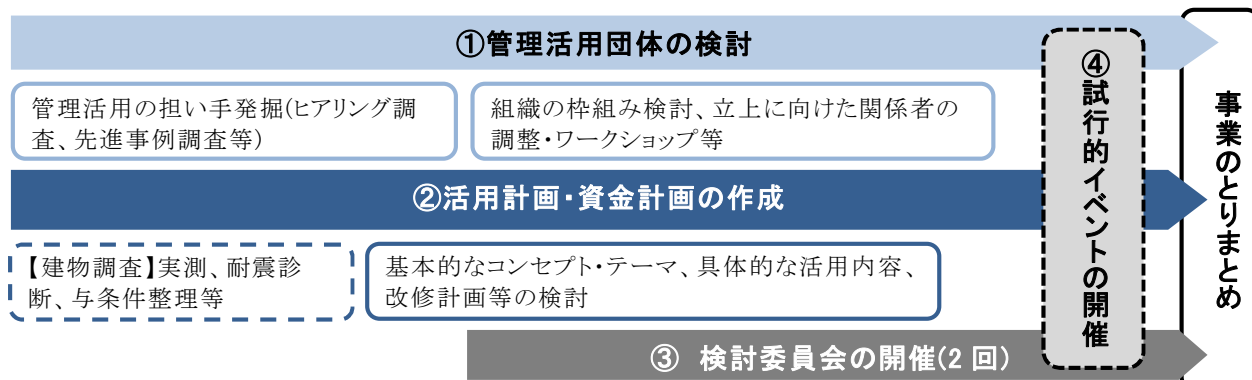 ①管理活用団体の検討
管理活用の担い手発掘(ヒアリング調
査、先進事例調査等)
組織の枠組み検討、立上に向けた関係者の
調整・ワークショップ等
②活用計画・資金計画の作成
【建物調査】実測、耐震診
断、与条件整理等
基本的なコンセプト・テーマ、具体的な活用内容、
改修計画等の検討
③ 検討委員会の開催(2 回)
④試行的イベントの開催
事業のとりまとめ